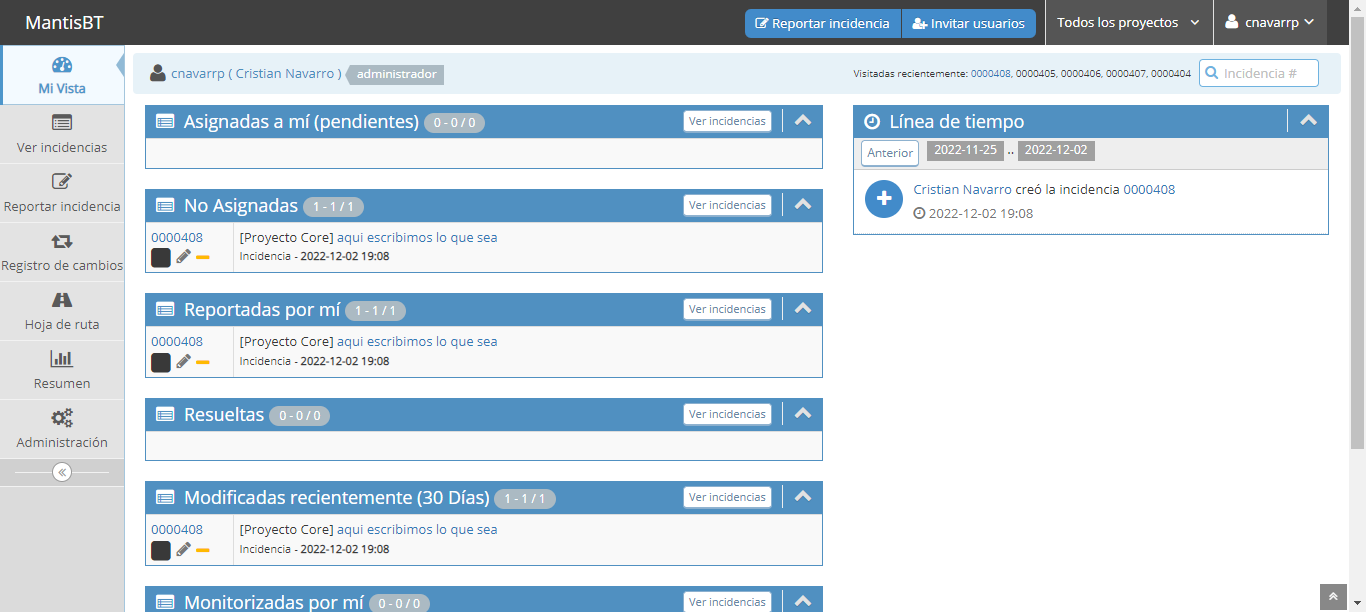 MantisBT
Reportar incidencia
Invitar usuarios
Todos los proyectos
cnavarrp
Mi Vista
Ver incidencias
Reportar incidencia
Registro de cambios
Hoja de ruta
Resumen
Administración
cnavarrp ( Cristian Navarro ) administrador
Visitadas recientemente: 0000408, 0000405, 0000406, 0000407, 0000404
Incidencia #
Asignadas a mí (pendientes) 0 - 0 / 0 Ver incidencias
No Asignadas 1 - 1 / 1 Ver incidencias
0000408 [Proyecto Core] aqui escribimos lo que sea
Incidencia - 2022-12-02 19:08
Reportadas por mí 1 - 1 / 1 Ver incidencias
0000408 [Proyecto Core] aqui escribimos lo que sea
Incidencia - 2022-12-02 19:08
Resueltas 0 - 0 / 0 Ver incidencias
Modificadas recientemente (30 Días) 1 - 1 / 1 Ver incidencias
0000408 [Proyecto Core] aqui escribimos lo que sea
Incidencia - 2022-12-02 19:08
Monitorizadas por mí 0 - 0 / 0 Ver incidencias
Línea de tiempo
Anterior 2022-11-25 .. 2022-12-02
Cristian Navarro creó la incidencia 0000408
2022-12-02 19:08